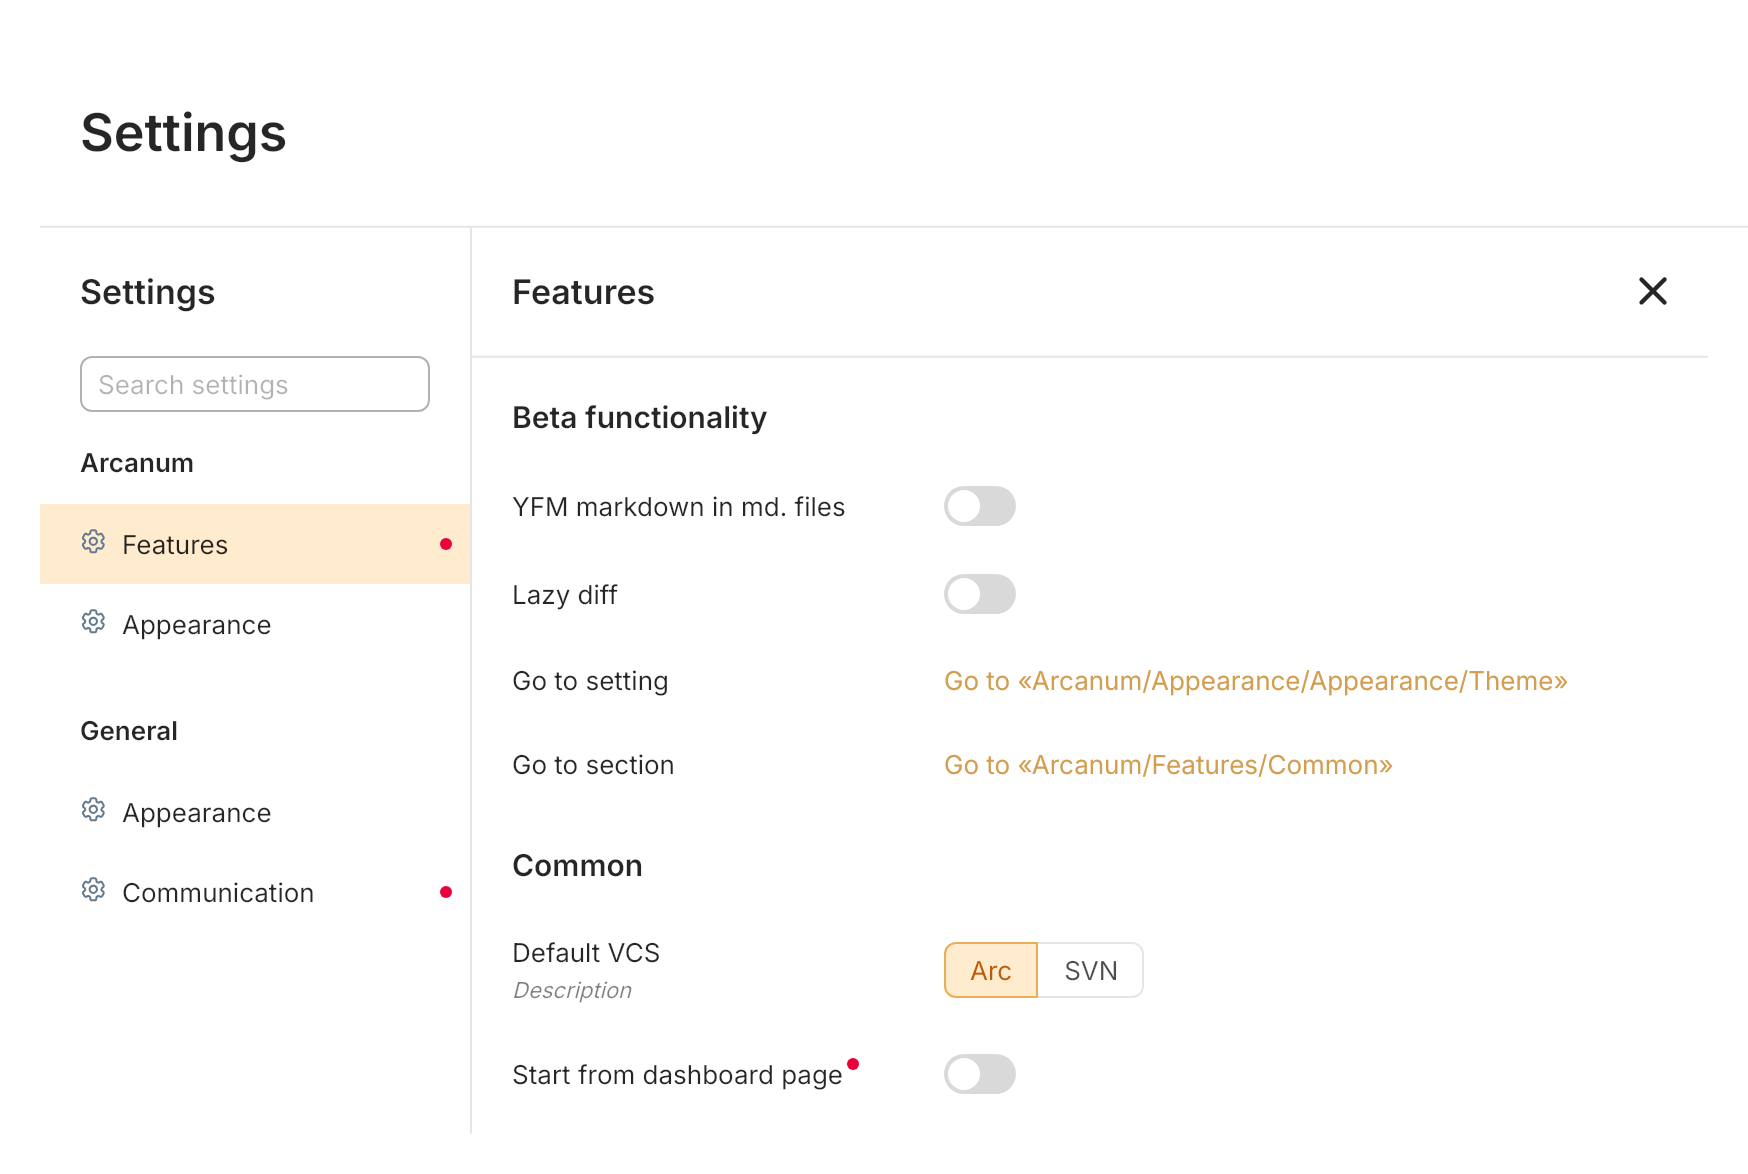 Settings
Settings
Search settings
Arcanum
Features
Appearance
General
Appearance
Communication
Features
Beta functionality
YFM markdown in md. files
Lazy diff
Go to setting Go to «Arcanum/Appearance/Appearance/Theme»
Go to section Go to «Arcanum/Features/Common»
Common
Default VCS Arc SVN
Description
Start from dashboard page